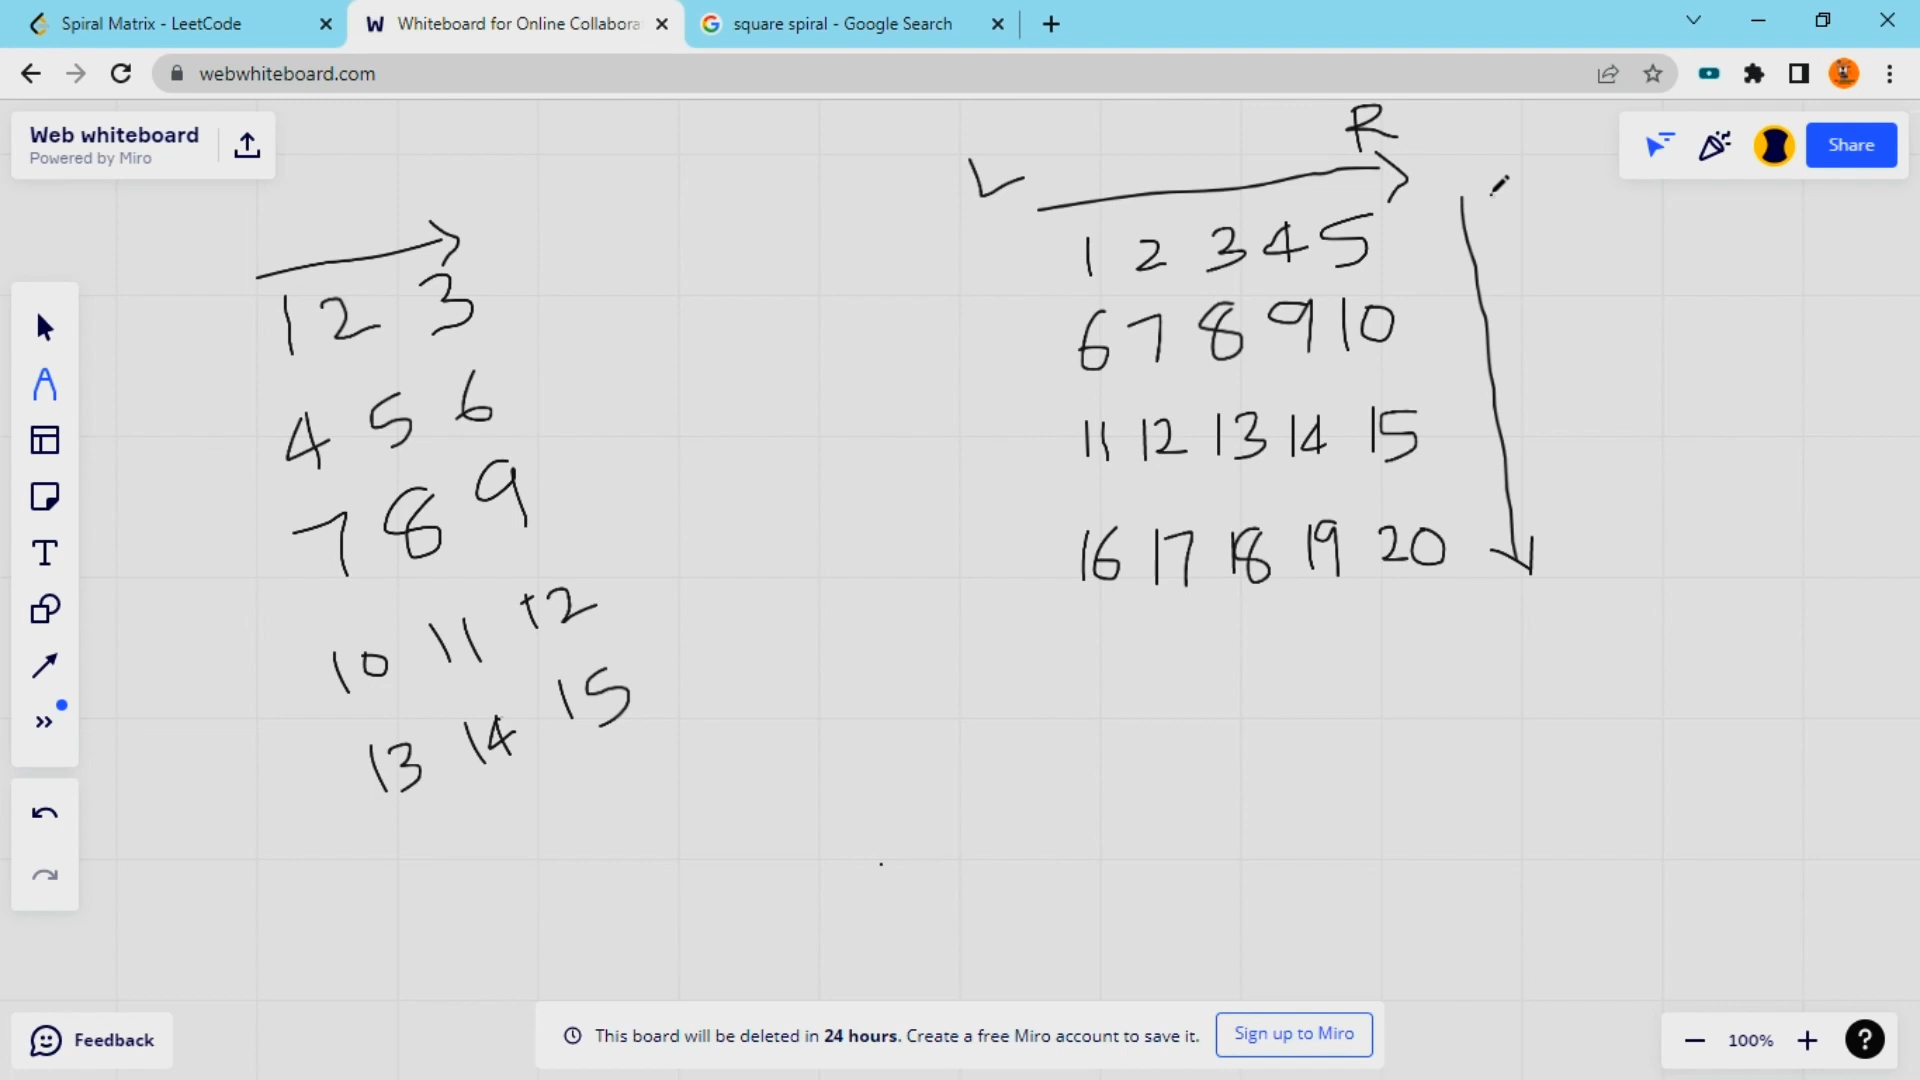 Spiral Matrix - LeetCode
Whiteboard for Online Collabora
square spiral - Google Search
webwhiteboard.com
Web whiteboard
Powered by Miro
Share
L R
1 2 3
4 5 6
7 8 9
10 11 12
13 14 15
1 2 3 4 5
6 7 8 9 10
11 12 13 14 15
16 17 18 19 20
Feedback
This board will be deleted in 24 hours. Create a free Miro account to save it.
Sign up to Miro
100%